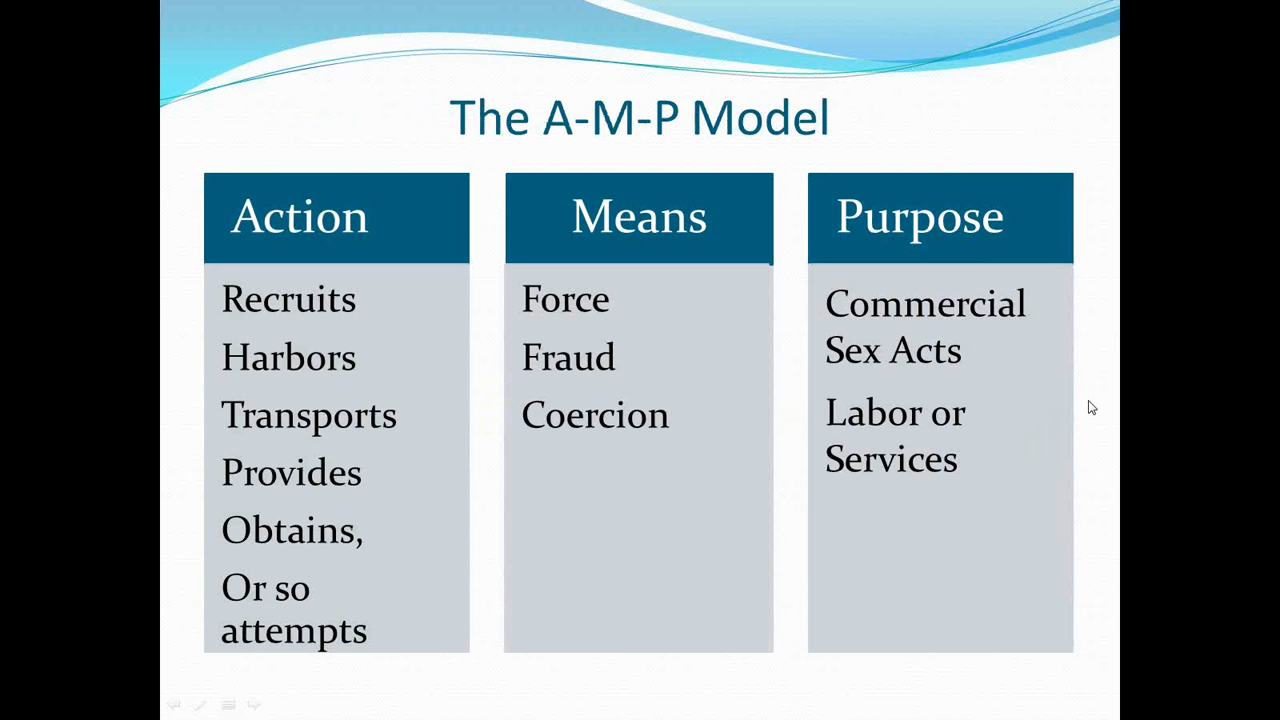 The A-M-P Model
Action
Recruits
Harbors
Transports
Provides
Obtains,
Or so
attempts
Means
Force
Fraud
Coercion
Purpose
Commercial
Sex Acts
Labor or
Services